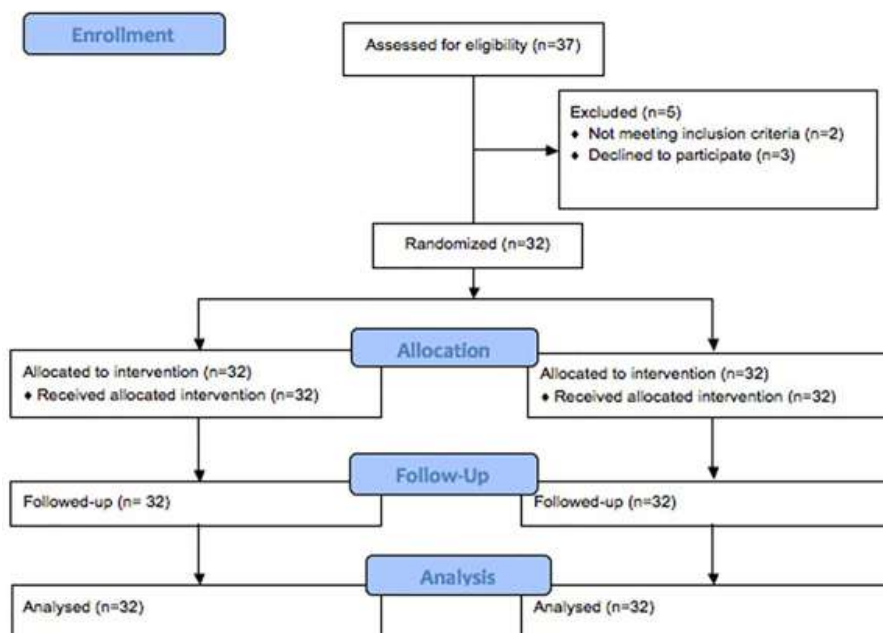 Enrollment
Assessed for eligibility (n=37)
Excluded (n=5)
♦ Not meeting inclusion criteria (n=2)
♦ Declined to participate (n=3)
Randomized (n=32)
Allocation
Allocated to intervention (n=32)
♦ Received allocated intervention (n=32)
Allocated to intervention (n=32)
♦ Received allocated intervention (n=32)
Follow-Up
Followed-up (n= 32)
Followed-up (n=32)
Analysis
Analysed (n=32)
Analysed (n=32)